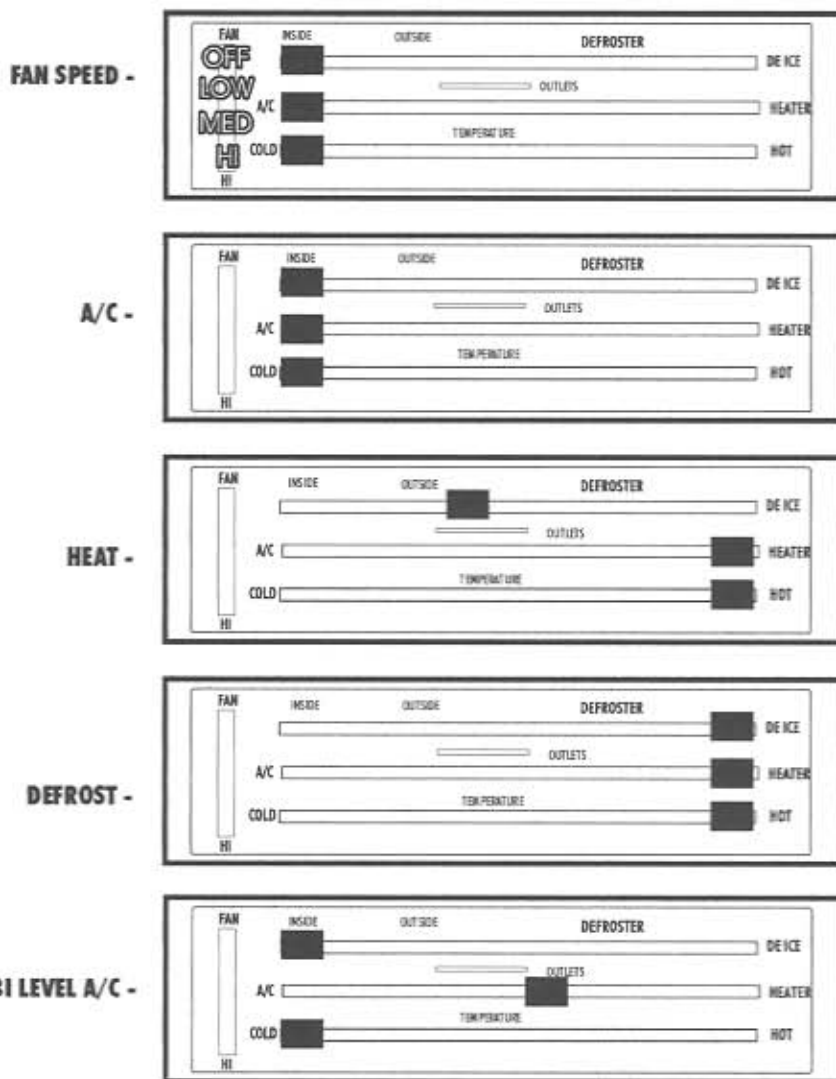 FAN SPEED -
FAN INSIDE OUTSIDE DEFROSTER
OFF
DE ICE
LOW
OUTLETS
A/C HEATER
MED
TEMPERATURE
HI COLD HOT
HI
A/C -
FAN INSIDE OUTSIDE DEFROSTER
DE ICE
OUTLETS
A/C HEATER
TEMPERATURE
COLD HOT
HI
HEAT -
FAN INSIDE OUTSIDE DEFROSTER
DE ICE
OUTLETS
A/C HEATER
TEMPERATURE
COLD HOT
HI
DEFROST -
FAN INSIDE OUTSIDE DEFROSTER
DE ICE
OUTLETS
A/C HEATER
TEMPERATURE
COLD HOT
HI
BI LEVEL A/C -
FAN INSIDE OUTSIDE DEFROSTER
DE ICE
OUTLETS
A/C HEATER
TEMPERATURE
COLD HOT
HI